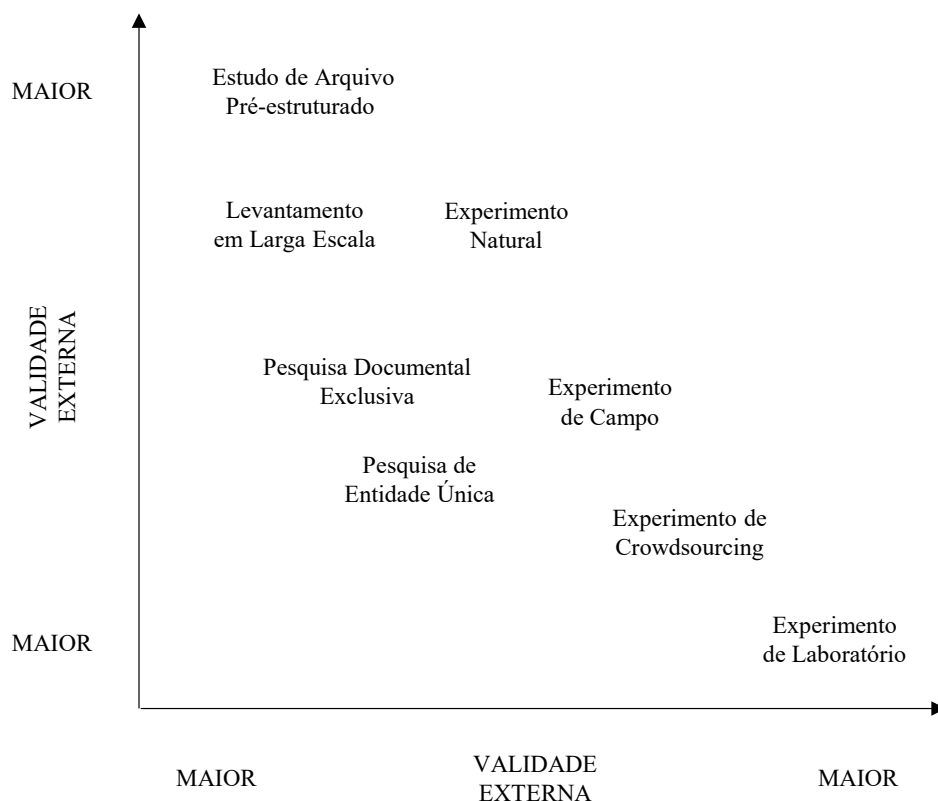 MAIOR
Estudo de Arquivo
Pré-estruturado
Levantamento
em Larga Escala
Experimento
Natural
VALIDADE
EXTERNA
Pesquisa Documental
Exclusiva
Experimento
de Campo
Pesquisa de
Entidade Única
Experimento de
Crowdsourcing
MAIOR
Experimento
de Laboratório
MAIOR
VALIDADE
EXTERNA
MAIOR